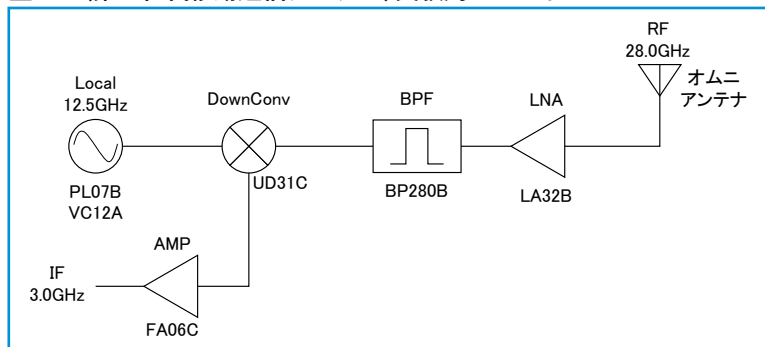 RF
28.0GHz
オムニ
アンテナ
Local
12.5GHz
DownConv
BPF
LNA
UD31C
BP280B
LA32B
PL07B
VC12A
AMP
IF
3.0GHz
FA06C